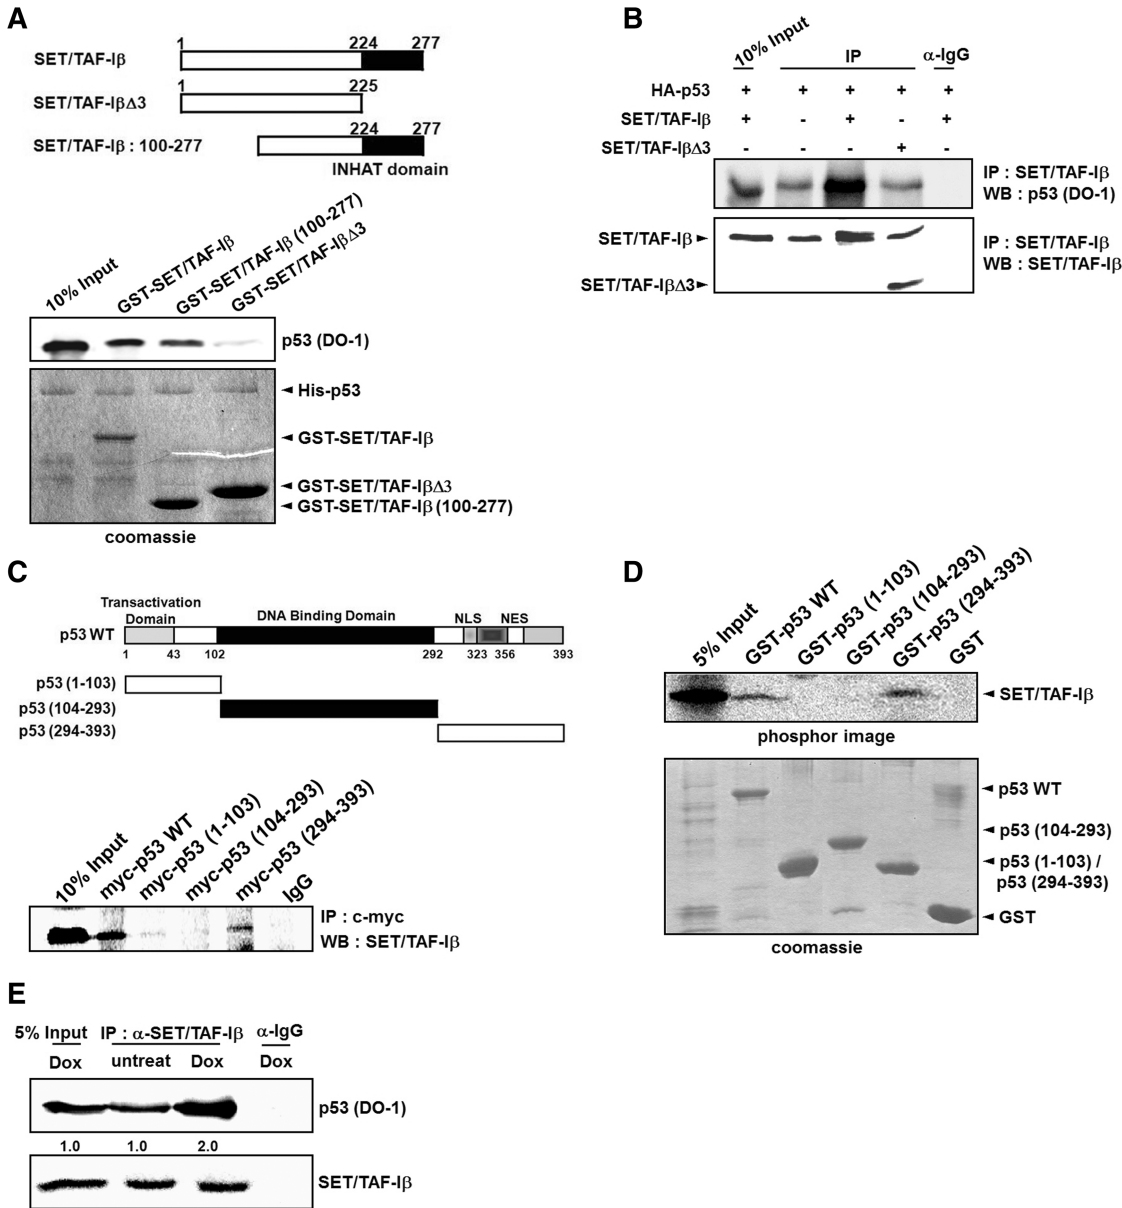 A
1 224 277
SET/TAF-Iβ
1 225
SET/TAF-IβΔ3
224 277
SET/TAF-Iβ : 100-277
INHAT domain
10% Input
GST-SET/TAF-Iβ
GST-SET/TAF-Iβ (100-277)
GST-SET/TAF-IβΔ3
p53 (DO-1)
◄ His-p53
◄ GST-SET/TAF-Iβ
◄ GST-SET/TAF-IβΔ3
◄ GST-SET/TAF-Iβ (100-277)
coomassie
B
10% Input
IP
α-IgG
HA-p53 + + + + +
SET/TAF-Iβ + - + - +
SET/TAF-IβΔ3 - - - + -
IP : SET/TAF-Iβ
WB : p53 (DO-1)
SET/TAF-Iβ ►
SET/TAF-IβΔ3 ►
IP : SET/TAF-Iβ
WB : SET/TAF-Iβ
C
Transactivation
Domain
DNA Binding Domain
NLS NES
p53 WT
1 43 102 292 323 356 393
p53 (1-103)
p53 (104-293)
p53 (294-393)
10% Input
myc-p53 WT
myc-p53 (1-103)
myc-p53 (104-293)
myc-p53 (294-393)
IgG
IP : c-myc
WB : SET/TAF-Iβ
D
5% Input
GST-p53 WT
GST-p53 (1-103)
GST-p53 (104-293)
GST-p53 (294-393)
GST
◄ SET/TAF-Iβ
phosphor image
◄ p53 WT
◄ p53 (104-293)
◄ p53 (1-103) /
p53 (294-393)
◄ GST
coomassie
E
5% Input IP : α-SET/TAF-Iβ α-IgG
Dox untreat Dox Dox
p53 (DO-1)
1.0 1.0 2.0
SET/TAF-Iβ